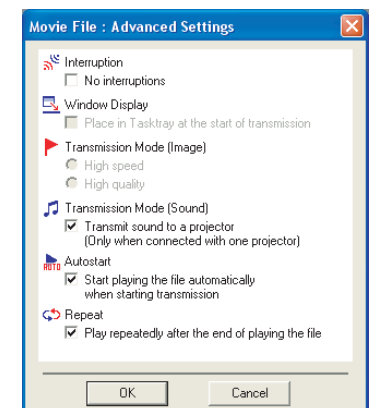 Movie File : Advanced Settings
Interruption
No interruptions
Window Display
Place in Tasktray at the start of transmission
Transmission Mode (Image)
High speed
High quality
Transmission Mode (Sound)
Transmit sound to a projector
(Only when connected with one projector)
AUTO
Autostart
Start playing the file automatically
when starting transmission
Repeat
Play repeatedly after the end of playing the file
OK
Cancel